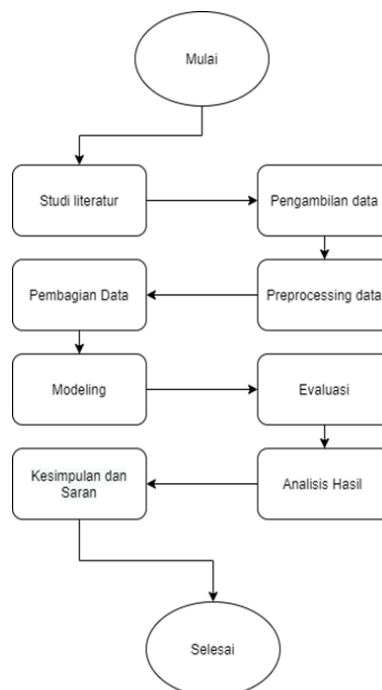 Mulai
Studi literatur
Pengambilan data
Preprocessing data
Pembagian Data
Modeling
Evaluasi
Analisis Hasil
Kesimpulan dan
Saran
Selesai